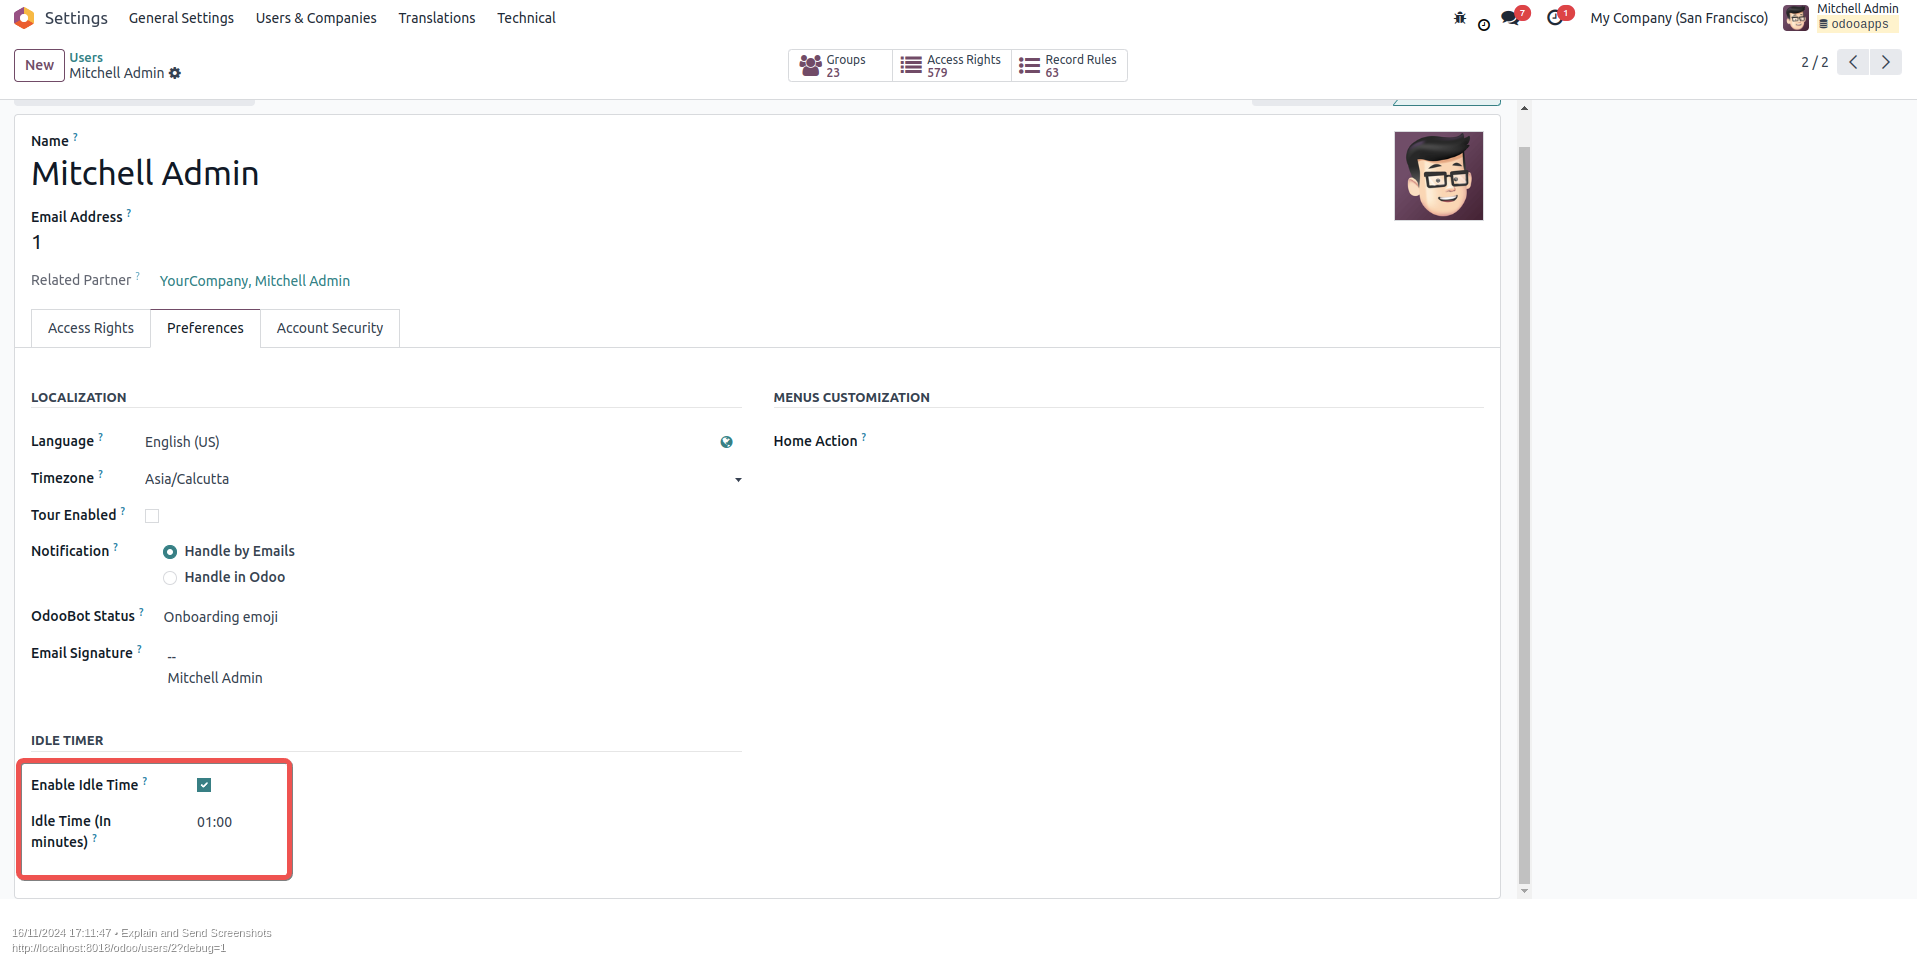 Settings General Settings Users & Companies Translations Technical 7 1 My Company (San Francisco) Mitchell Admin
odooapps
New Users
Mitchell Admin
Groups
23
Access Rights
579
Record Rules
63
2 / 2
Name ?
Mitchell Admin
Email Address ?
1
Related Partner ? YourCompany, Mitchell Admin
Access Rights Preferences Account Security
LOCALIZATION
Language ? English (US)
Timezone ? Asia/Calcutta
Tour Enabled ?
Notification ? Handle by Emails
Handle in Odoo
OdooBot Status ? Onboarding emoji
Email Signature ? --
Mitchell Admin
MENUS CUSTOMIZATION
Home Action ?
IDLE TIMER
Enable Idle Time ?
Idle Time (In
minutes) ? 01:00
16/11/2024 17:11:47 • Explain and Send Screenshots
http://localhost:8018/odoo/users/2?debug=1